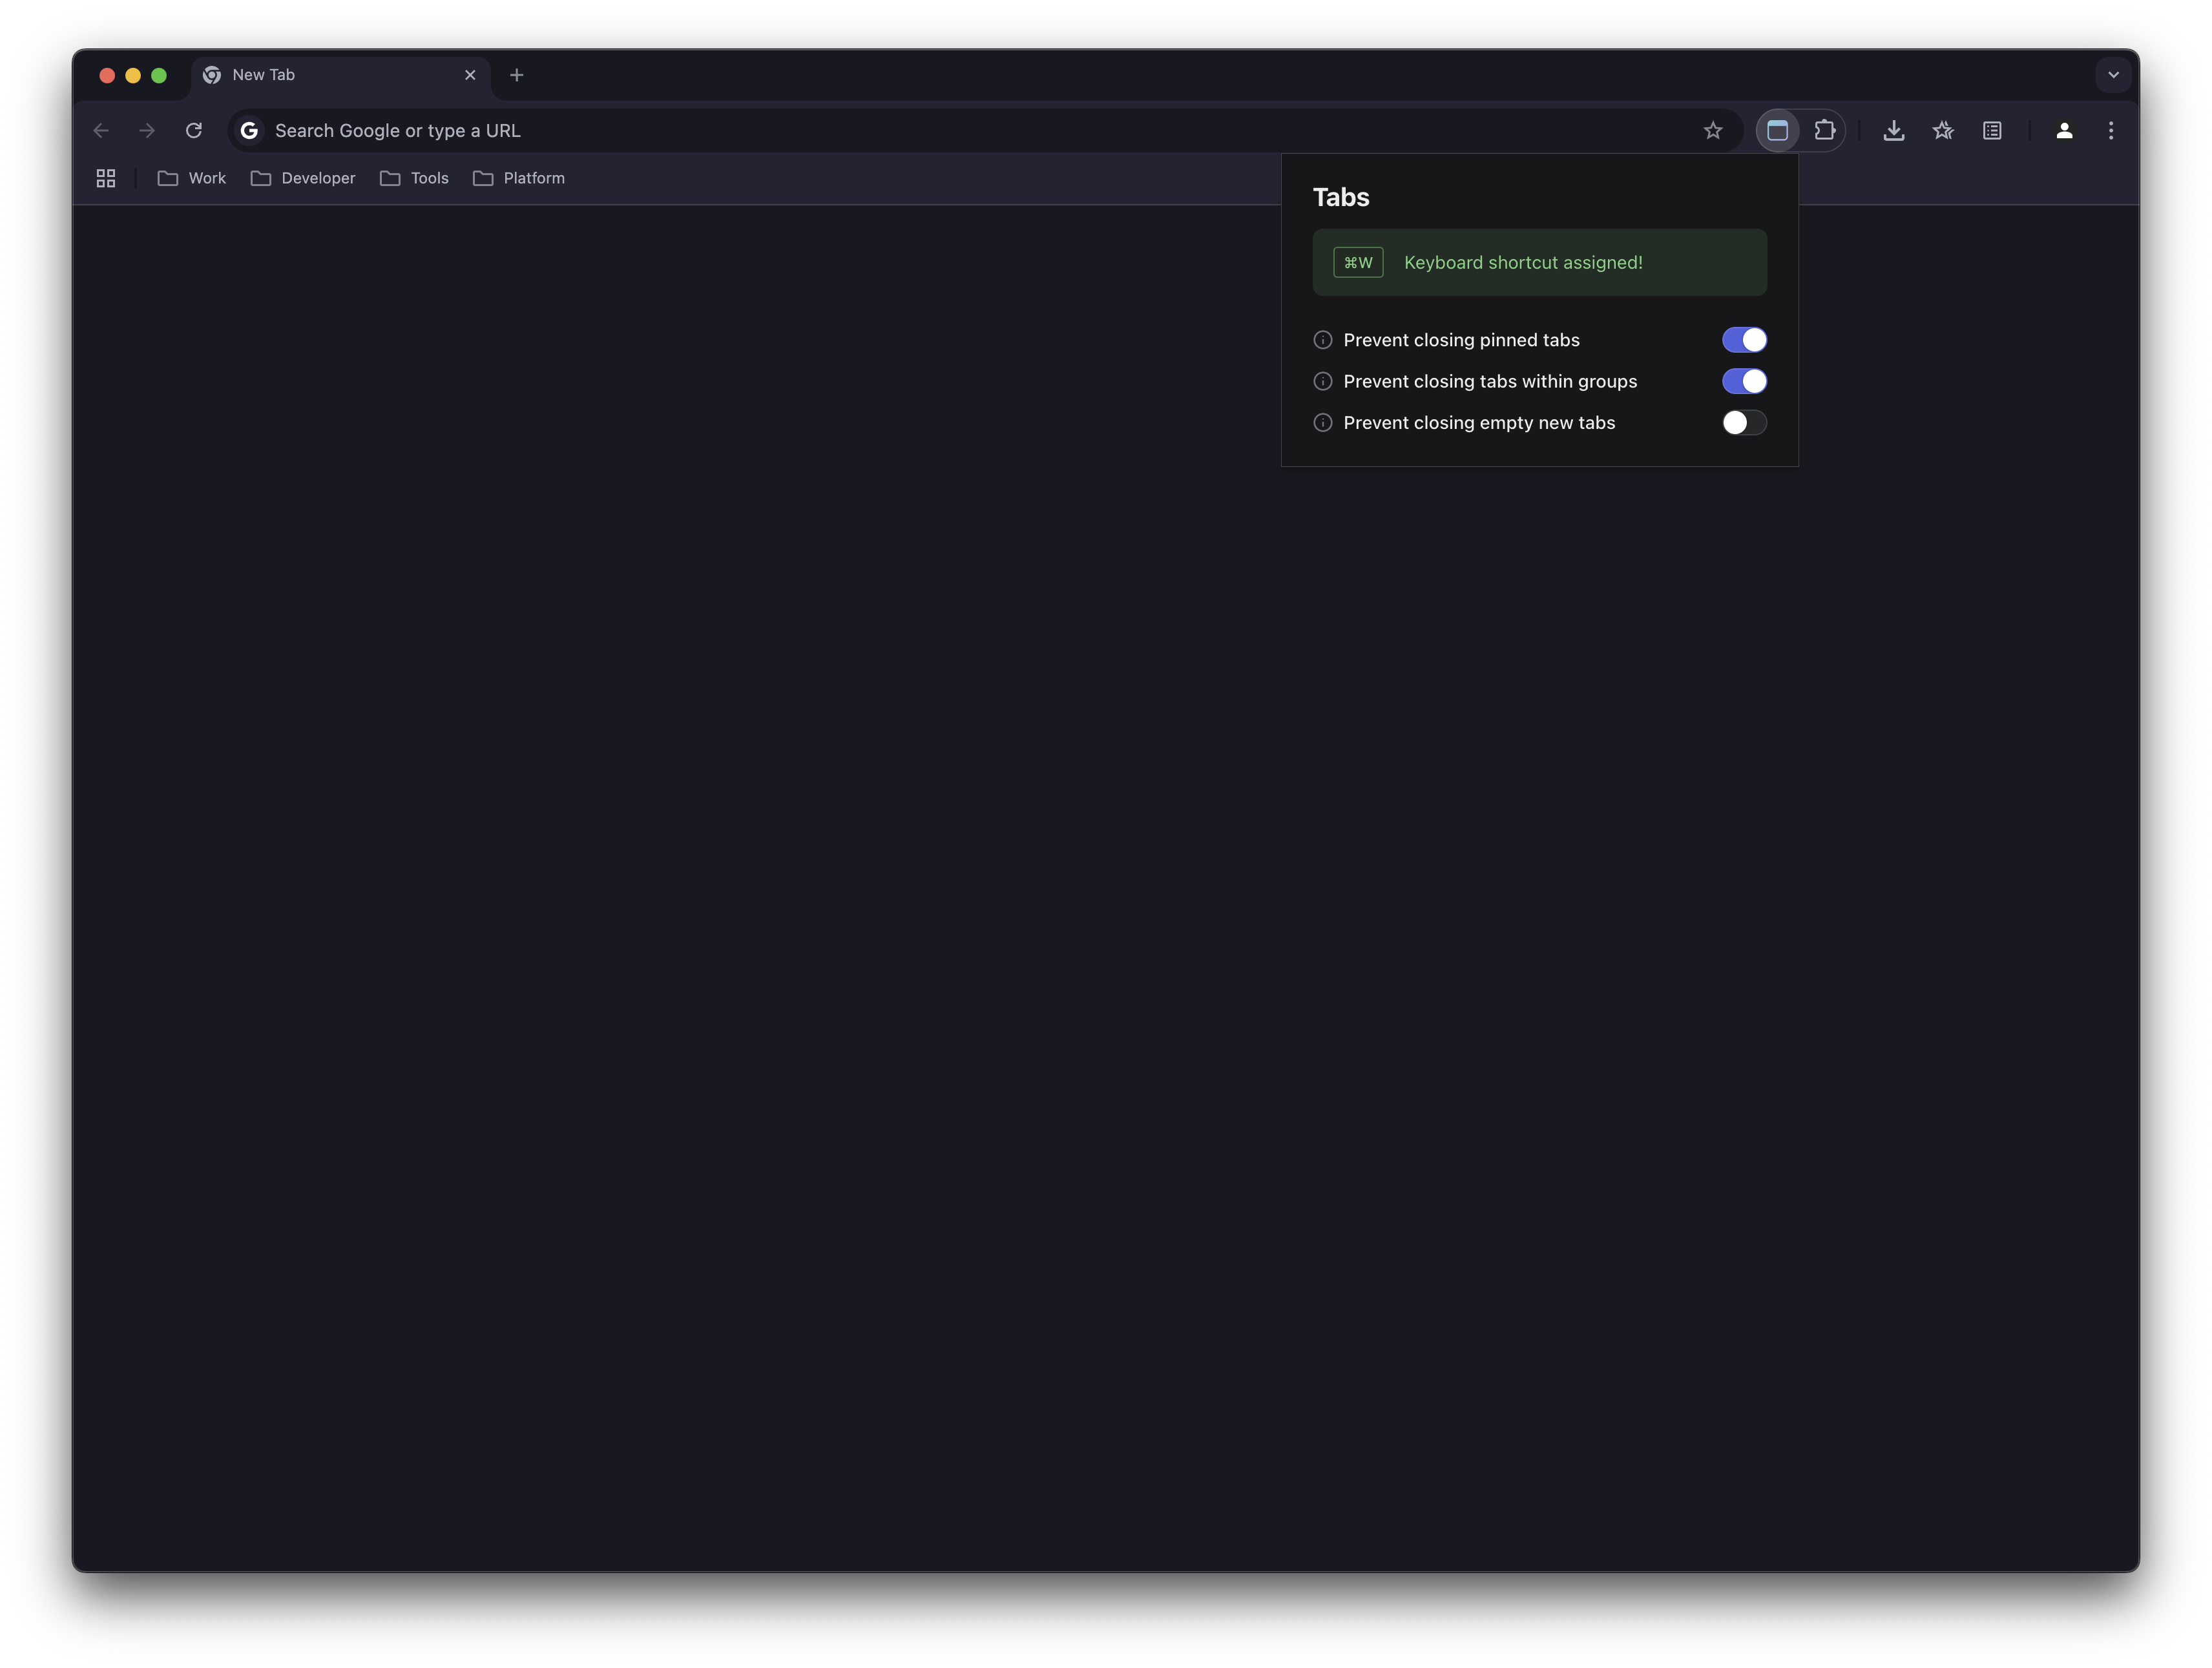 New Tab
Search Google or type a URL
Work
Developer
Tools
Platform
Tabs
⌘W Keyboard shortcut assigned!
Prevent closing pinned tabs
Prevent closing tabs within groups
Prevent closing empty new tabs